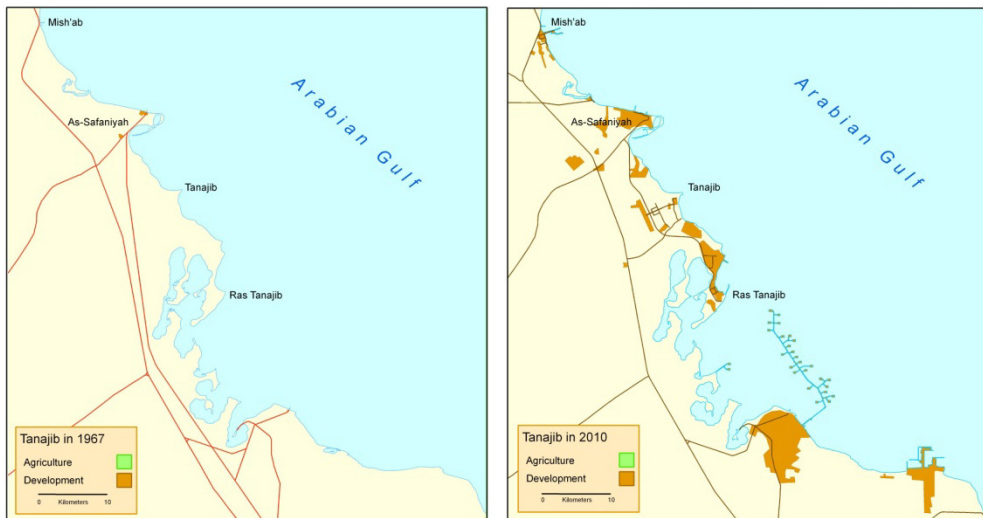 Mish'ab
Arabian Gulf
As-Safaniyah
Tanajib
Ras Tanajib
Tanajib in 1967
Agriculture
Development
0 Kilometers 10
Mish'ab
Arabian Gulf
As-Safaniyah
Tanajib
Ras Tanajib
Tanajib in 2010
Agriculture
Development
0 Kilometers 10